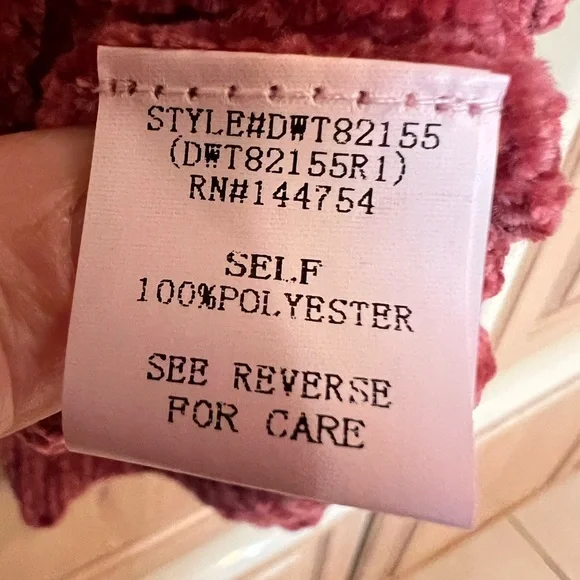 STYLE#DWT82155
(DWT82155R1)
RN#144754
SELF
100%POLYESTER
SEE REVERSE
FOR CARE